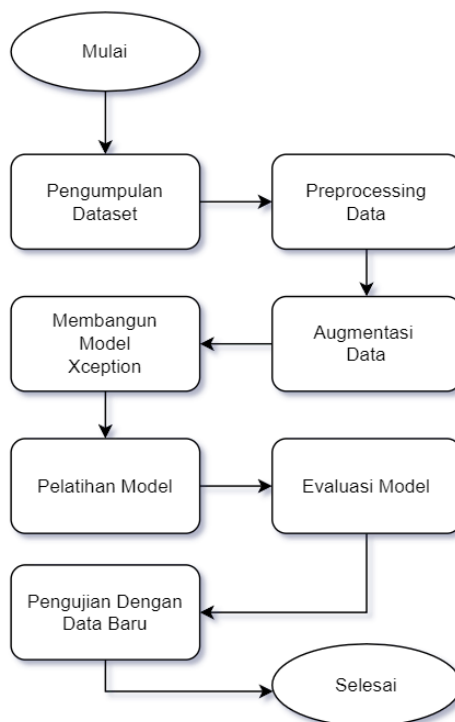 Mulai
Pengumpulan
Dataset
Preprocessing
Data
Augmentasi
Data
Membangun
Model
Xception
Pelatihan Model
Evaluasi Model
Pengujian Dengan
Data Baru
Selesai